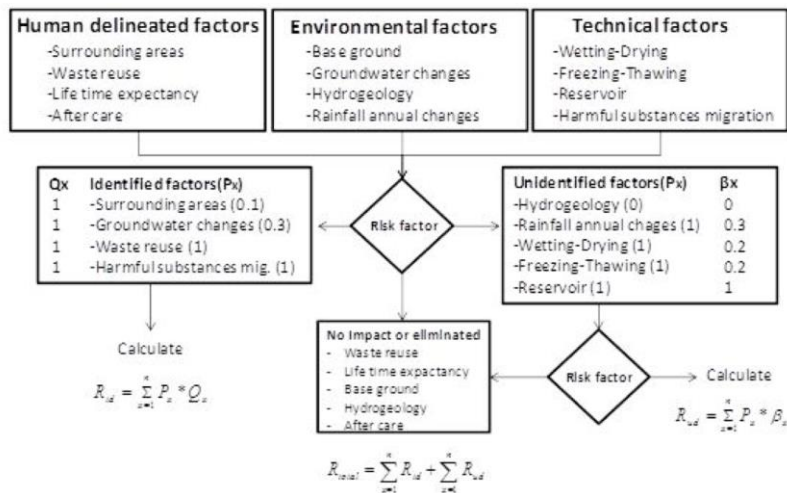 Human delineated factors
-Surrounding areas
-Waste reuse
-Life time expectancy
-After care
Environmental factors
-Base ground
-Groundwater changes
-Hydrogeology
-Rainfall annual changes
Technical factors
-Wetting-Drying
-Freezing-Thawing
-Reservoir
-Harmful substances migration
Qx Identified factors(Px)
1 -Surrounding areas (0.1)
1 -Groundwater changes (0.3)
1 -Waste reuse (1)
1 -Harmful substances mig. (1)
Risk factor
Unidentified factors(Px) βx
-Hydrogeology (0) 0
-Rainfall annual chages (1) 0.3
-Wetting-Drying (1) 0.2
-Freezing-Thawing (1) 0.2
-Reservoir (1) 1
Calculate
R_id = Σ_{x=1}^{n} P_x * Q_x
No Impact or eliminated
- Waste reuse
- Life time expactancy
- Base ground
- Hydrogeology
- After care
Risk factor
Calculate
R_ud = Σ_{x=1}^{n} P_x * β_x
R_total = Σ_{x=1}^{n} R_id + Σ_{x=1}^{n} R_ud